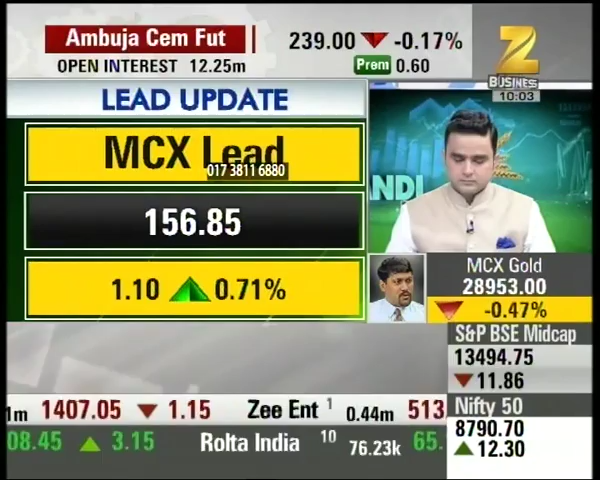 Ambuja Cem Fut
239.00 -0.17%
OPEN INTEREST 12.25m
Prem 0.60
Z
BUSINESS
10:03
LEAD UPDATE
MCX Lead
017 3811 6880
156.85
1.10 0.71%
ANDI
MCX Gold
28953.00
-0.47%
S&P BSE Midcap
13494.75
11.86
Nifty 50
8790.70
12.30
1m 1407.05 1.15 Zee Ent 1 0.44m 513
08.45 3.15 Rolta India 10 76.23k 65.